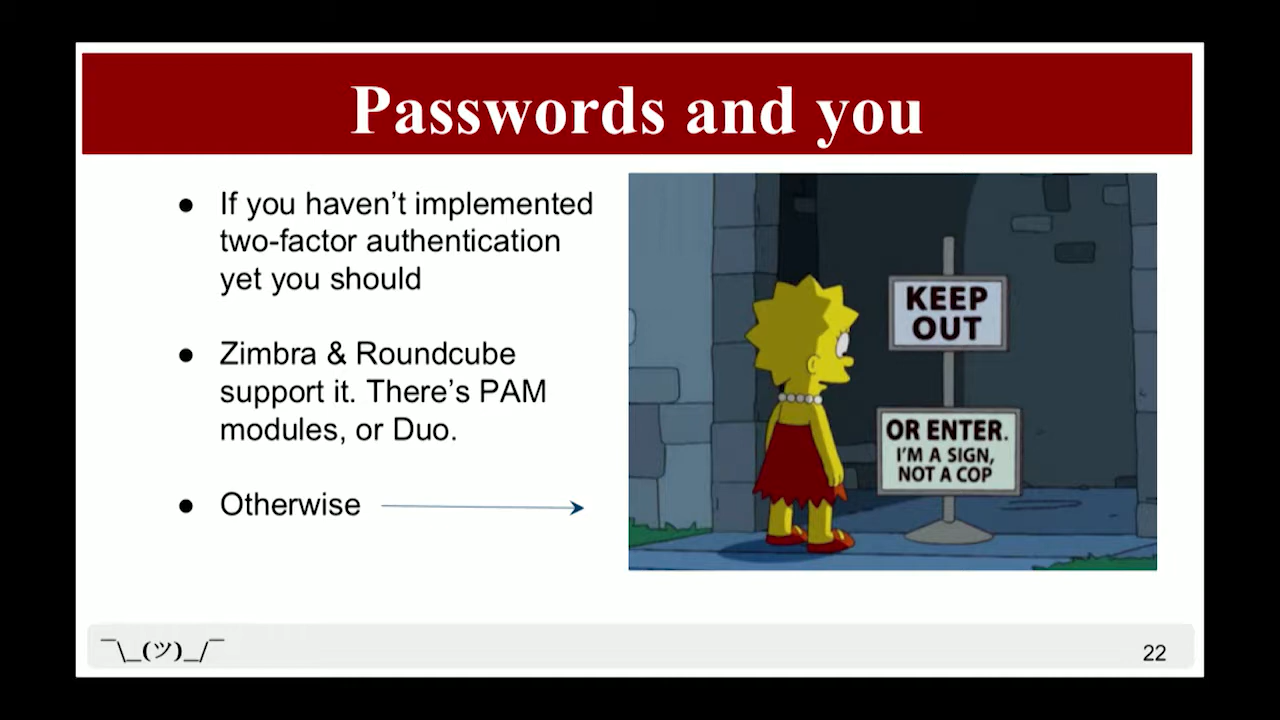 Passwords and you
● If you haven’t implemented
two-factor authentication
yet you should
● Zimbra & Roundcube
support it. There’s PAM
modules, or Duo.
● Otherwise
KEEP
OUT
OR ENTER.
I'M A SIGN,
NOT A COP
¯\_(ツ)_/¯
22